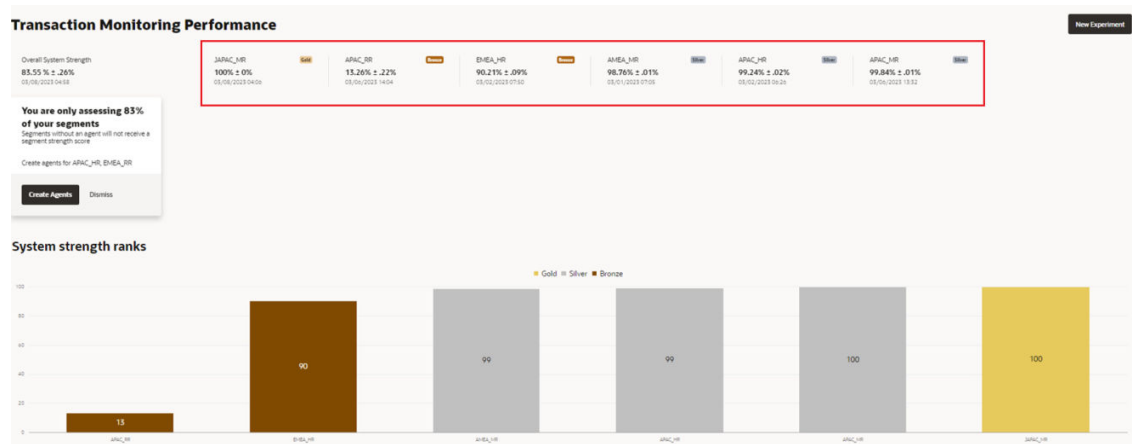 Transaction Monitoring Performance
New Experiment
Overall System Strength
83.55 % ± .26%
03/08/2023 04:58
JAPAC_MR Gold
100% ± 0%
03/08/2023 04:06
APAC_RR Bronze
13.26% ± .22%
03/06/2023 14:04
EMEA_HR Bronze
90.21% ± .09%
03/02/2023 07:50
AMEA_MR Silver
98.76% ± .01%
03/01/2023 07:05
APAC_HR Silver
99.24% ± .02%
03/02/2023 06:26
APAC_MR Silver
99.84% ± .01%
03/06/2023 13:32
You are only assessing 83%
of your segments
Segments without an agent will not receive a
segment strength score
Create agents for APAC_HR, EMEA_RR
Create Agents Dismiss
System strength ranks
Gold Silver Bronze
100
80
60
40
20
0
13
90
99
99
100
100
APAC_RR EMEA_HR AMEA_MR APAC_HR APAC_MR JAPAC_MR